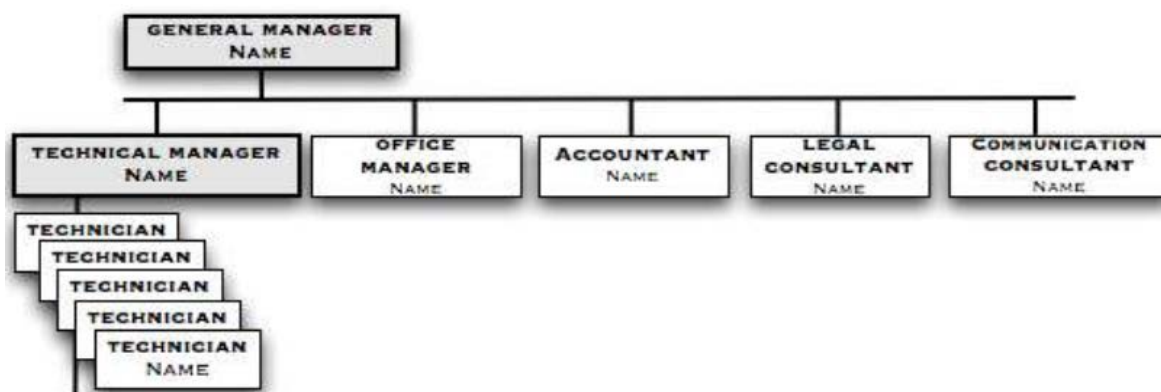 GENERAL MANAGER
NAME
TECHNICAL MANAGER
NAME
OFFICE
MANAGER
NAME
ACCOUNTANT
NAME
LEGAL
CONSULTANT
NAME
COMMUNICATION
CONSULTANT
NAME
TECHNICIAN
TECHNICIAN
TECHNICIAN
TECHNICIAN
TECHNICIAN
NAME